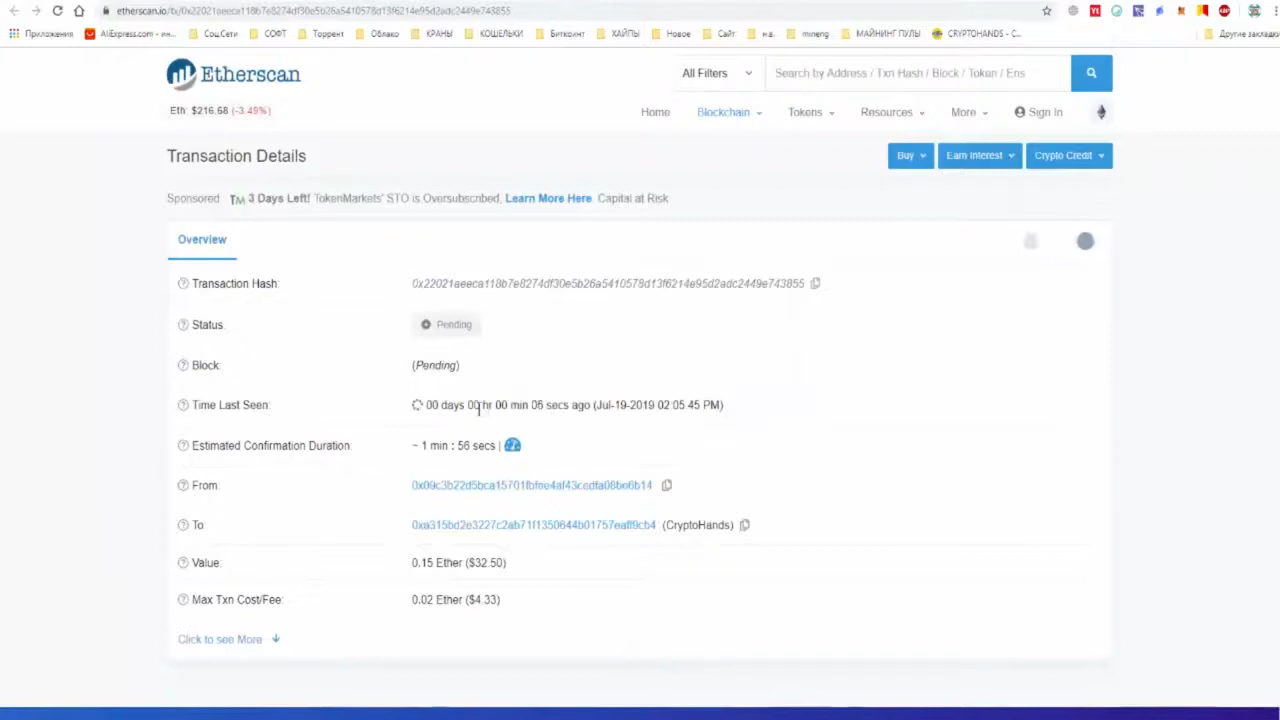 etherscan.io/tx/0x22021aeeca118b7e8274df30e5b26a5410578d13f6214e95d2adc2449e743855
Приложения AliExpress.com - ин... Соц.Сети СОФТ Торрент Облако КРАНЫ КОШЕЛЬКИ Биткоинт ХАЙПЫ Новое Сайт н.в. mineng МАЙНИНГ ПУЛЫ CRYPTOHANDS - С... Другие закладки
Etherscan
All Filters Search by Address / Txn Hash / Block / Token / Ens
Eth: $216.68 (-3.49%)
Home Blockchain Tokens Resources More Sign In
Transaction Details
Buy Earn Interest Crypto Credit
Sponsored TM 3 Days Left! TokenMarkets' STO is Oversubscribed, Learn More Here Capital at Risk
Overview
Transaction Hash: 0x22021aeeca118b7e8274df30e5b26a5410578d13f6214e95d2adc2449e743855
Status: Pending
Block: (Pending)
Time Last Seen: 00 days 00 hr 00 min 06 secs ago (Jul-19-2019 02:05:45 PM)
Estimated Confirmation Duration: ~ 1 min : 56 secs |
From:
To: 0xa315bd2e3227c2ab71f1350644b01757eaff9cb4 (CryptoHands)
Value: 0.15 Ether ($32.50)
Max Txn Cost/Fee: 0.02 Ether ($4.33)
Click to see More